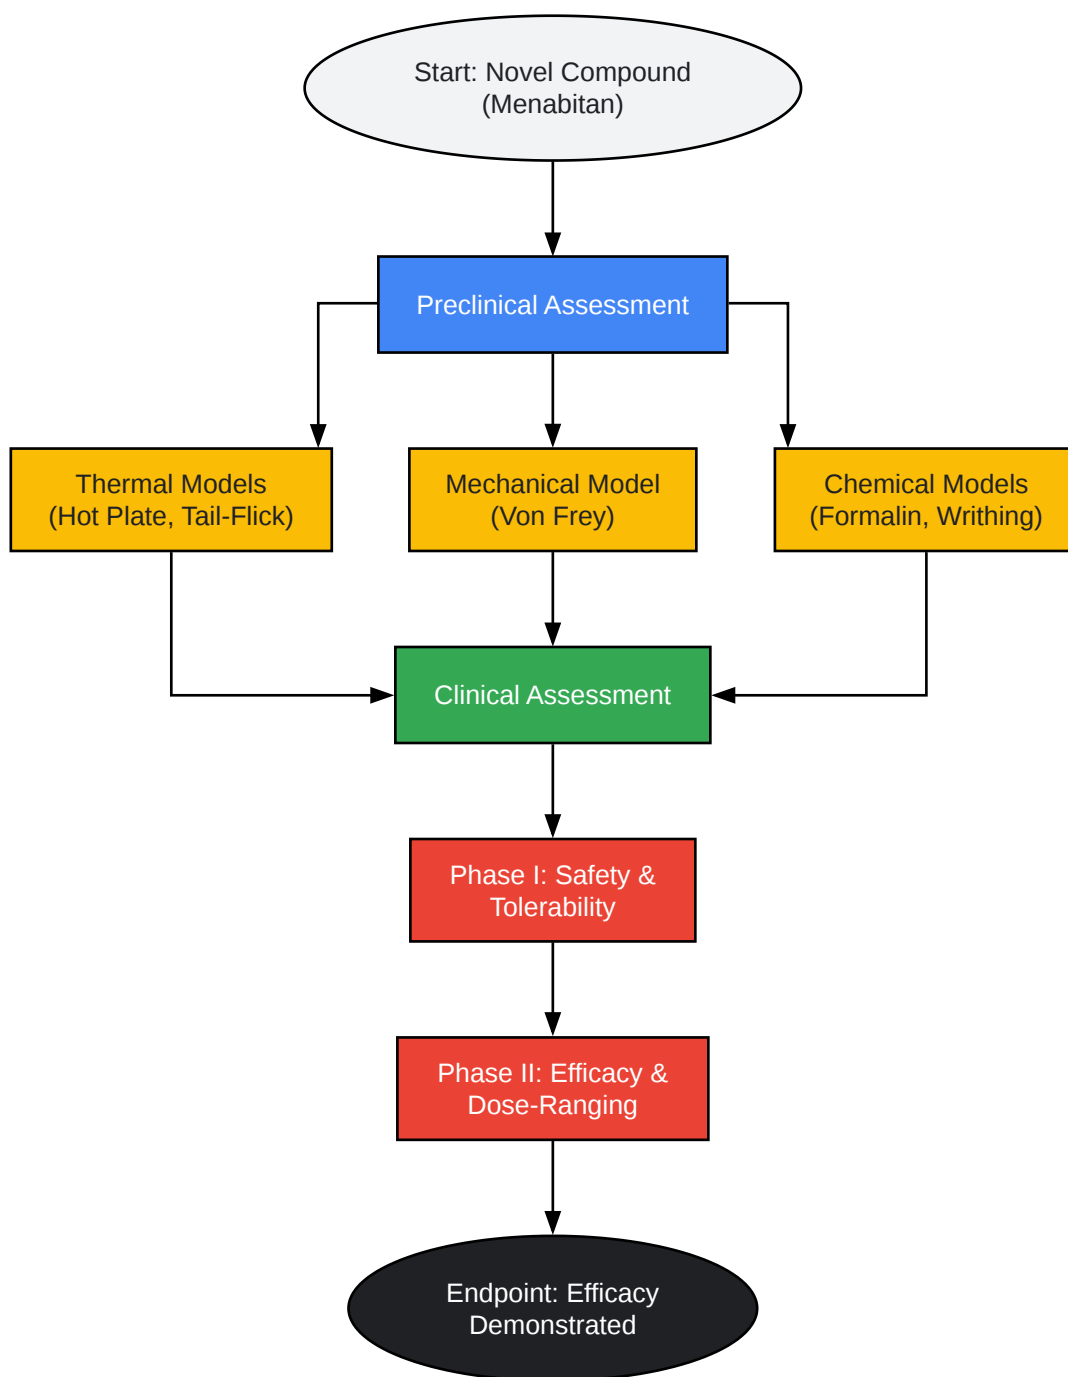 Start: Novel Compound
(Menabitan)
Preclinical Assessment
Thermal Models
(Hot Plate, Tail-Flick)
Mechanical Model
(Von Frey)
Chemical Models
(Formalin, Writhing)
Clinical Assessment
Phase I: Safety &
Tolerability
Phase II: Efficacy &
Dose-Ranging
Endpoint: Efficacy
Demonstrated